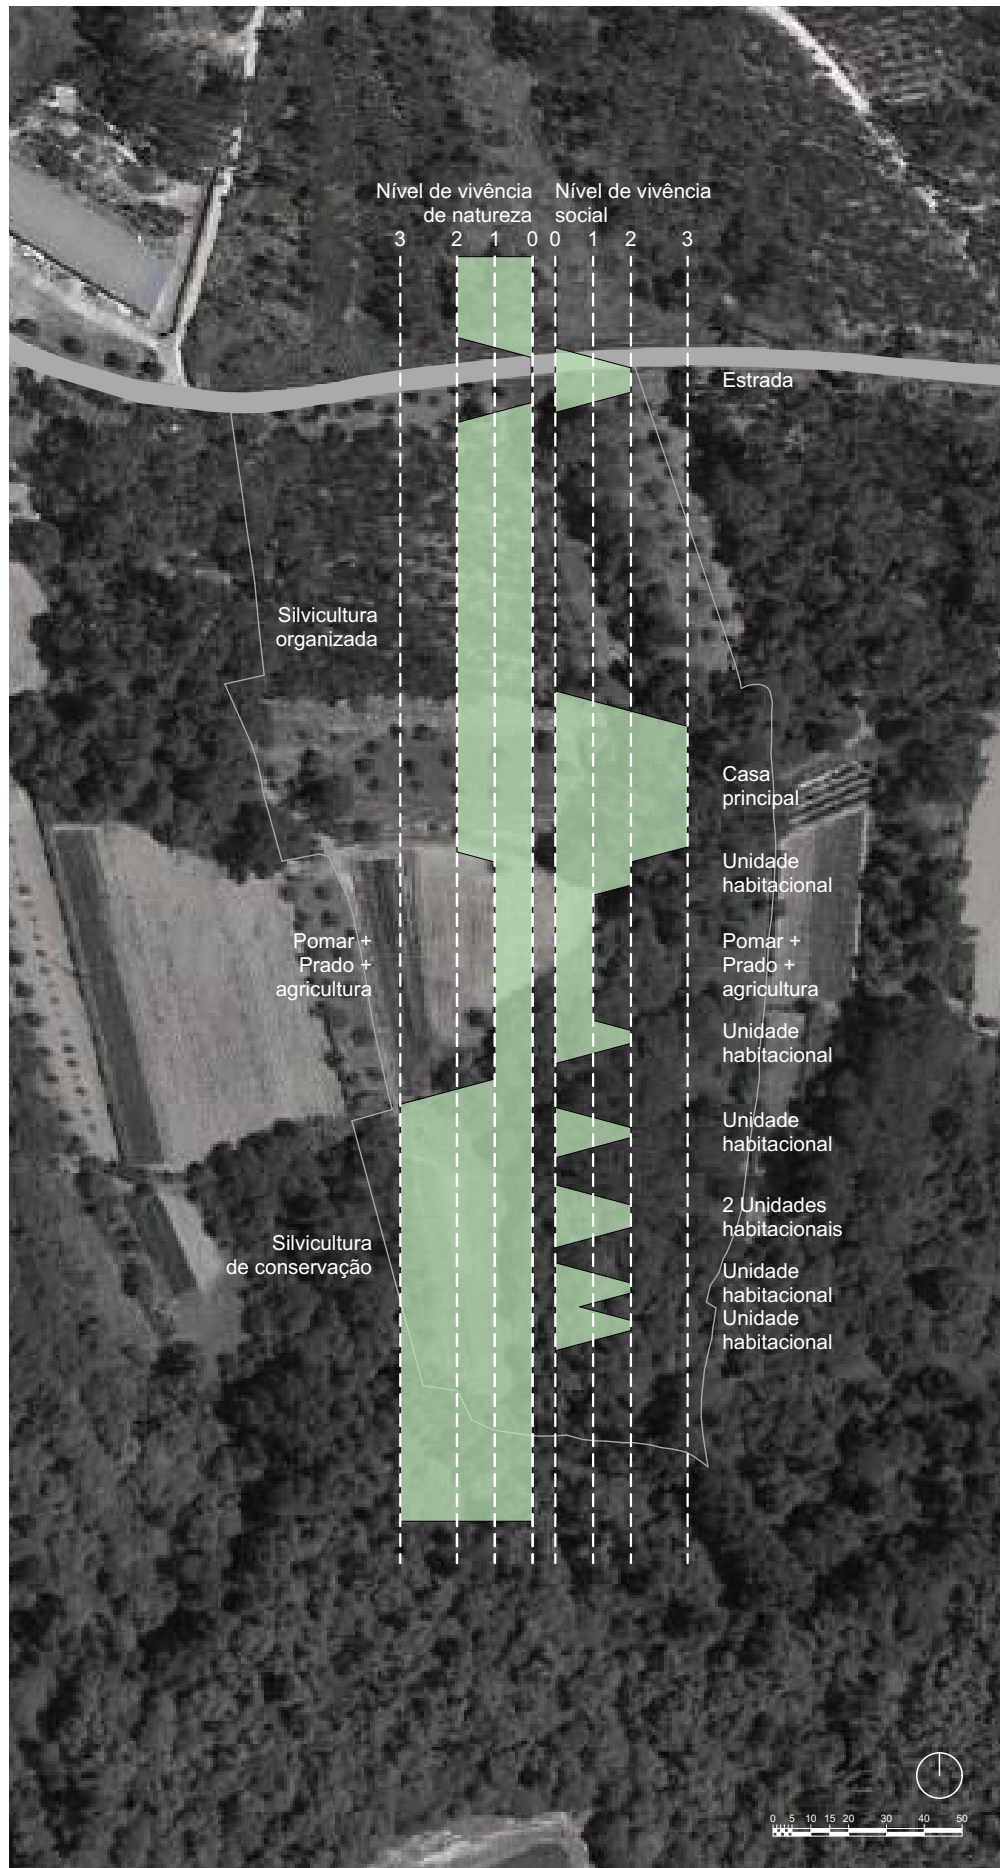 Nível de vivência
de natureza
Nível de vivência
social
3 2 1 0 0 1 2 3
Estrada
Silvicultura
organizada
Casa
principal
Unidade
habitacional
Pomar +
Prado +
agricultura
Pomar +
Prado +
agricultura
Unidade
habitacional
Unidade
habitacional
2 Unidades
habitacionais
Silvicultura
de conservação
Unidade
habitacional
Unidade
habitacional
0 5 10 15 20 30 40 50